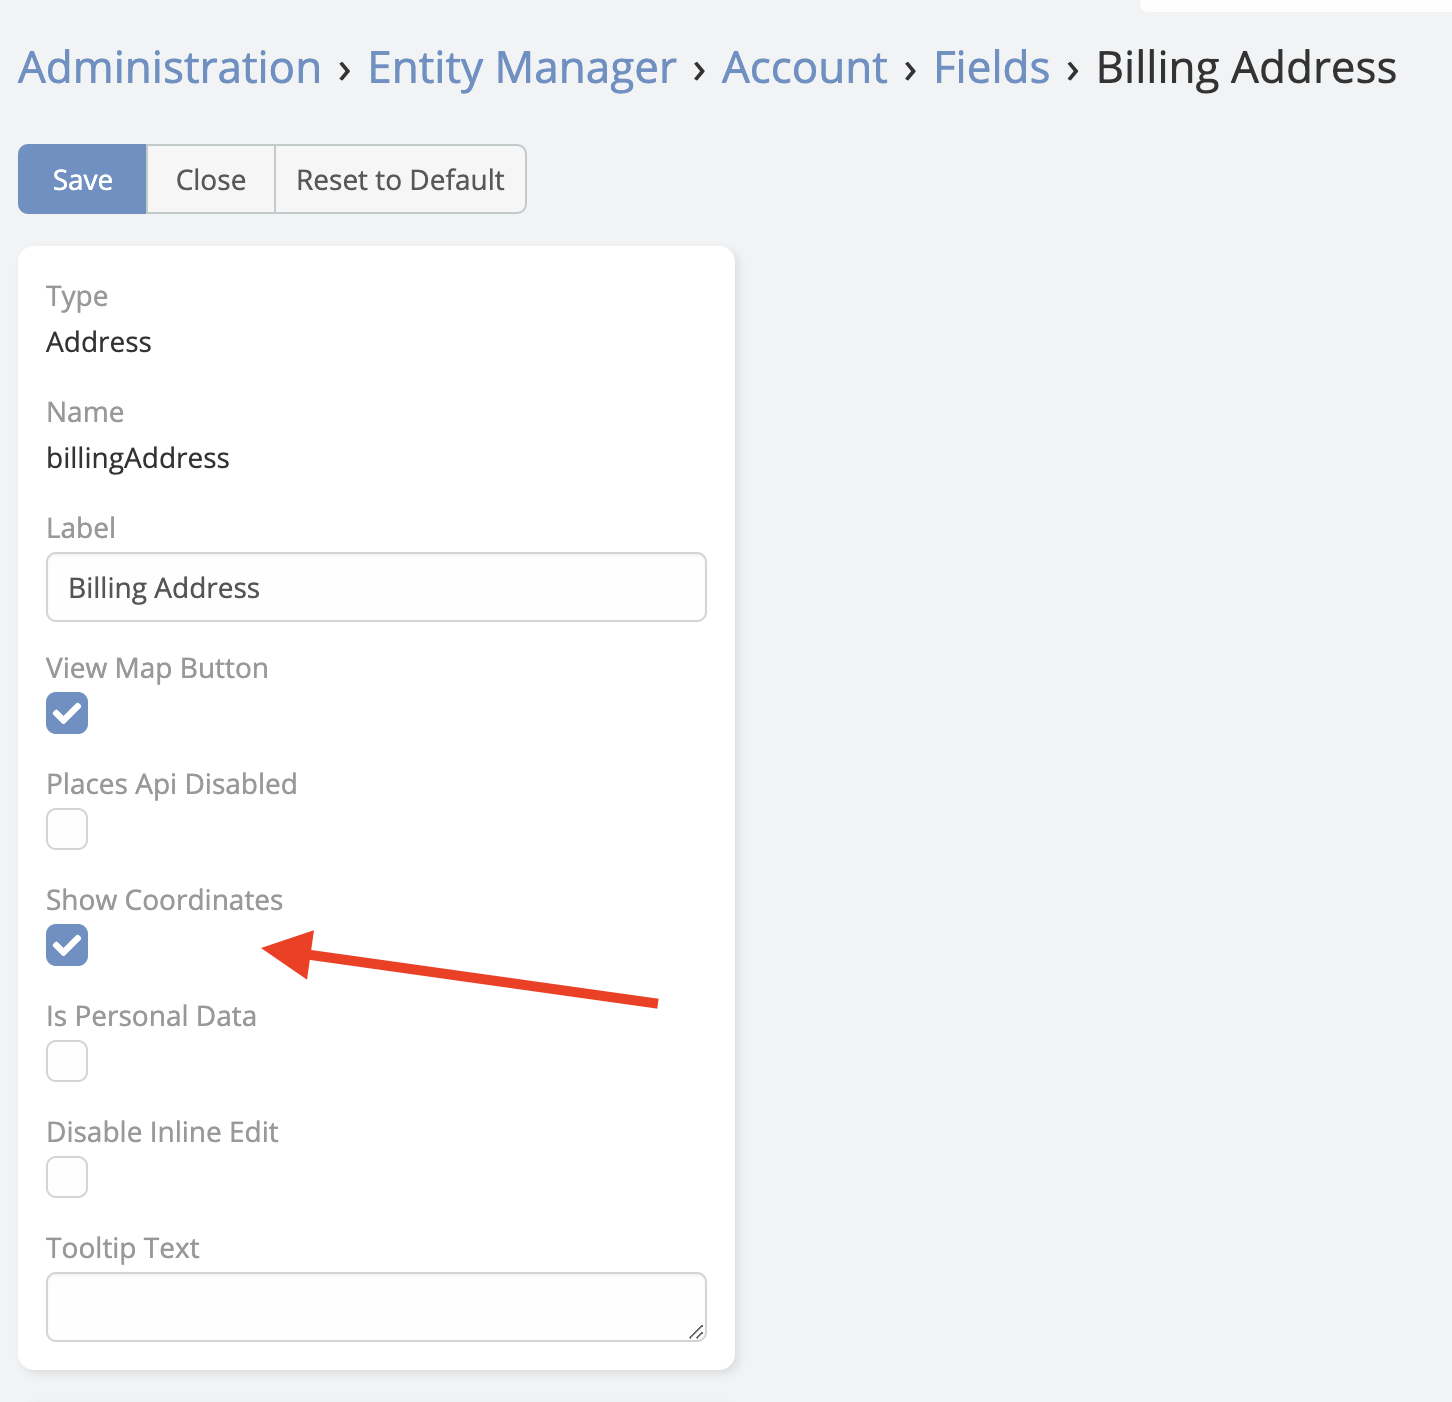 Administration › Entity Manager › Account › Fields › Billing Address
Save Close Reset to Default
Type
Address
Name
billingAddress
Label
Billing Address
View Map Button
Places Api Disabled
Show Coordinates
Is Personal Data
Disable Inline Edit
Tooltip Text